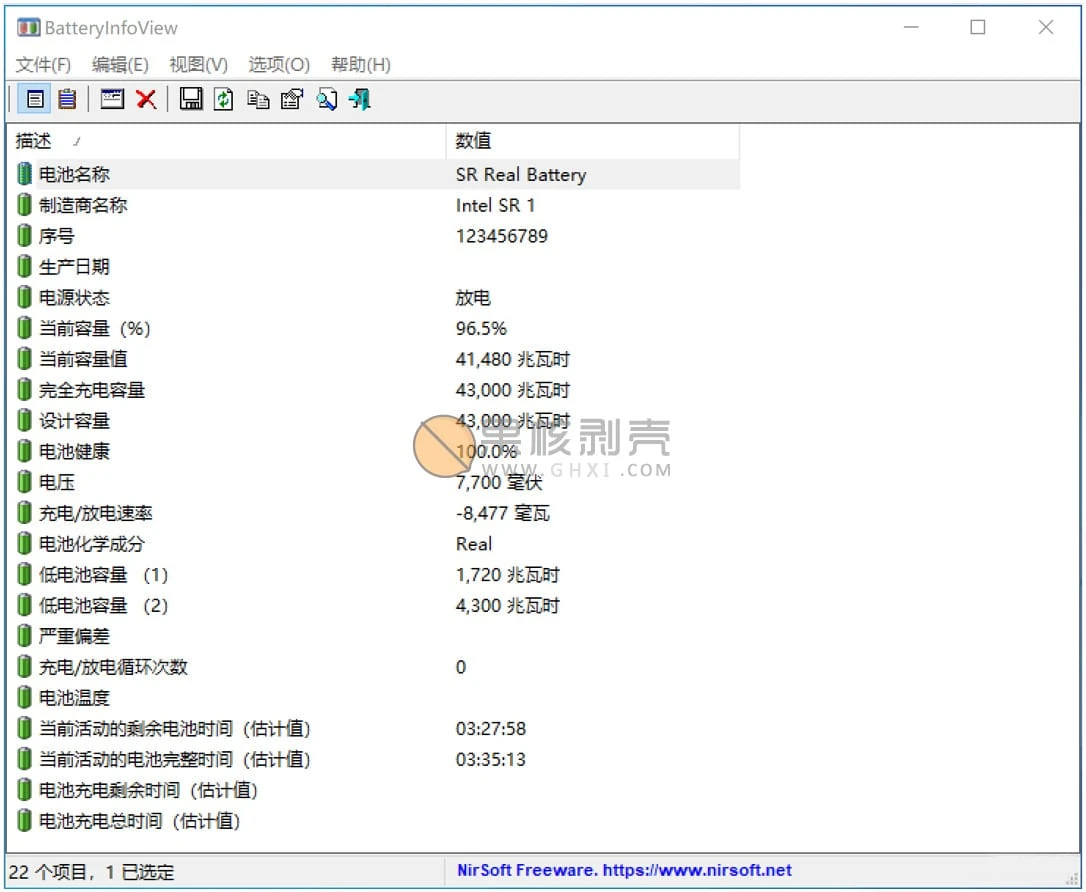 BatteryInfoView
文件(F) 编辑(E) 视图(V) 选项(O) 帮助(H)
描述 数值
电池名称 SR Real Battery
制造商名称 Intel SR 1
序号 123456789
生产日期
电源状态 放电
当前容量（%） 96.5%
当前容量值 41,480 兆瓦时
完全充电容量 43,000 兆瓦时
设计容量 43,000 兆瓦时
果核剥壳
电池健康 100.0%
WWW.GHXI.COM
电压 7,700 毫伏
充电/放电速率 -8,477 毫瓦
电池化学成分 Real
低电池容量 （1） 1,720 兆瓦时
低电池容量 （2） 4,300 兆瓦时
严重偏差
充电/放电循环次数 0
电池温度
当前活动的剩余电池时间（估计值） 03:27:58
当前活动的电池完整时间（估计值） 03:35:13
电池充电剩余时间（估计值）
电池充电总时间（估计值）
22 个项目，1 已选定 NirSoft Freeware. https://www.nirsoft.net